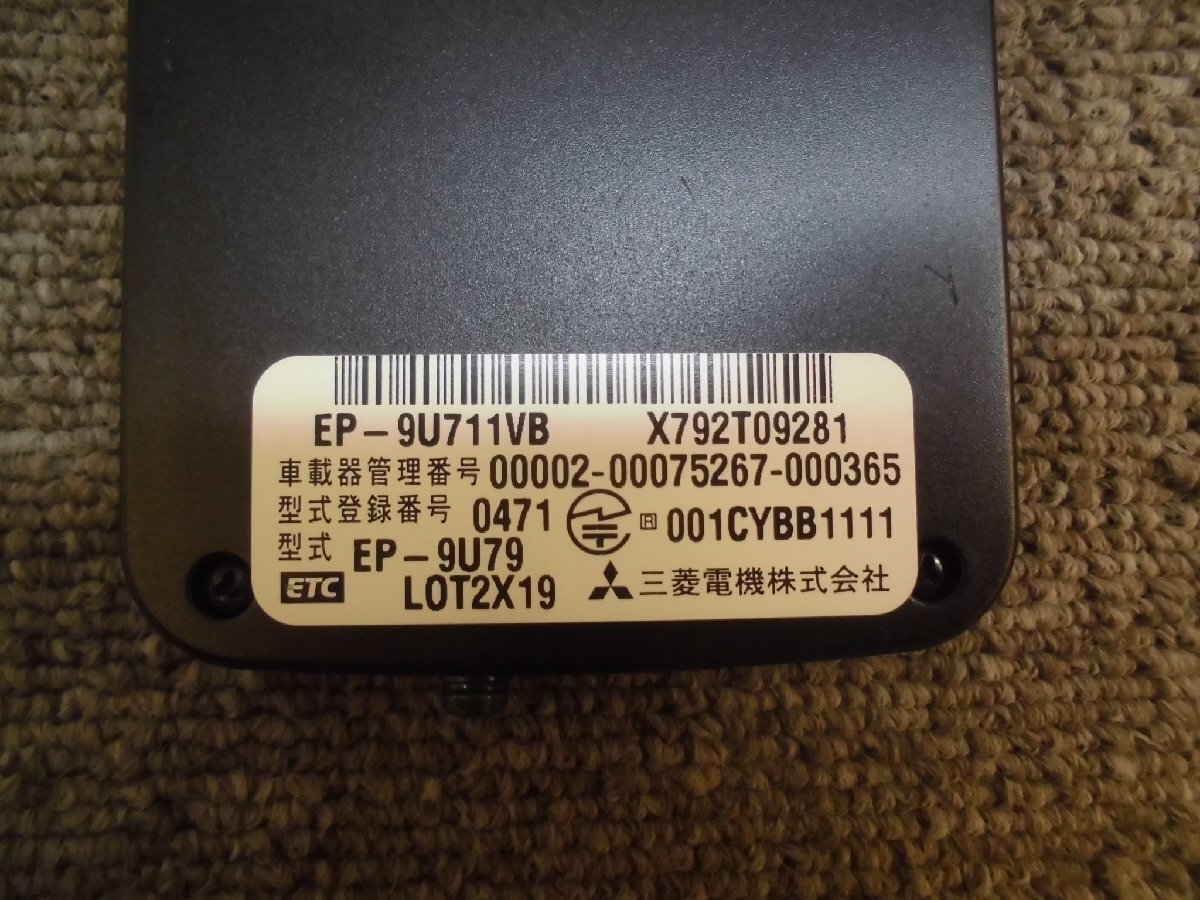 EP-9U711VB X792T09281
車載器管理番号 00002-00075267-000365
型式登録番号 0471 R 001CYBB1111
型式 EP-9U79
ETC LOT2X19 三菱電機株式会社